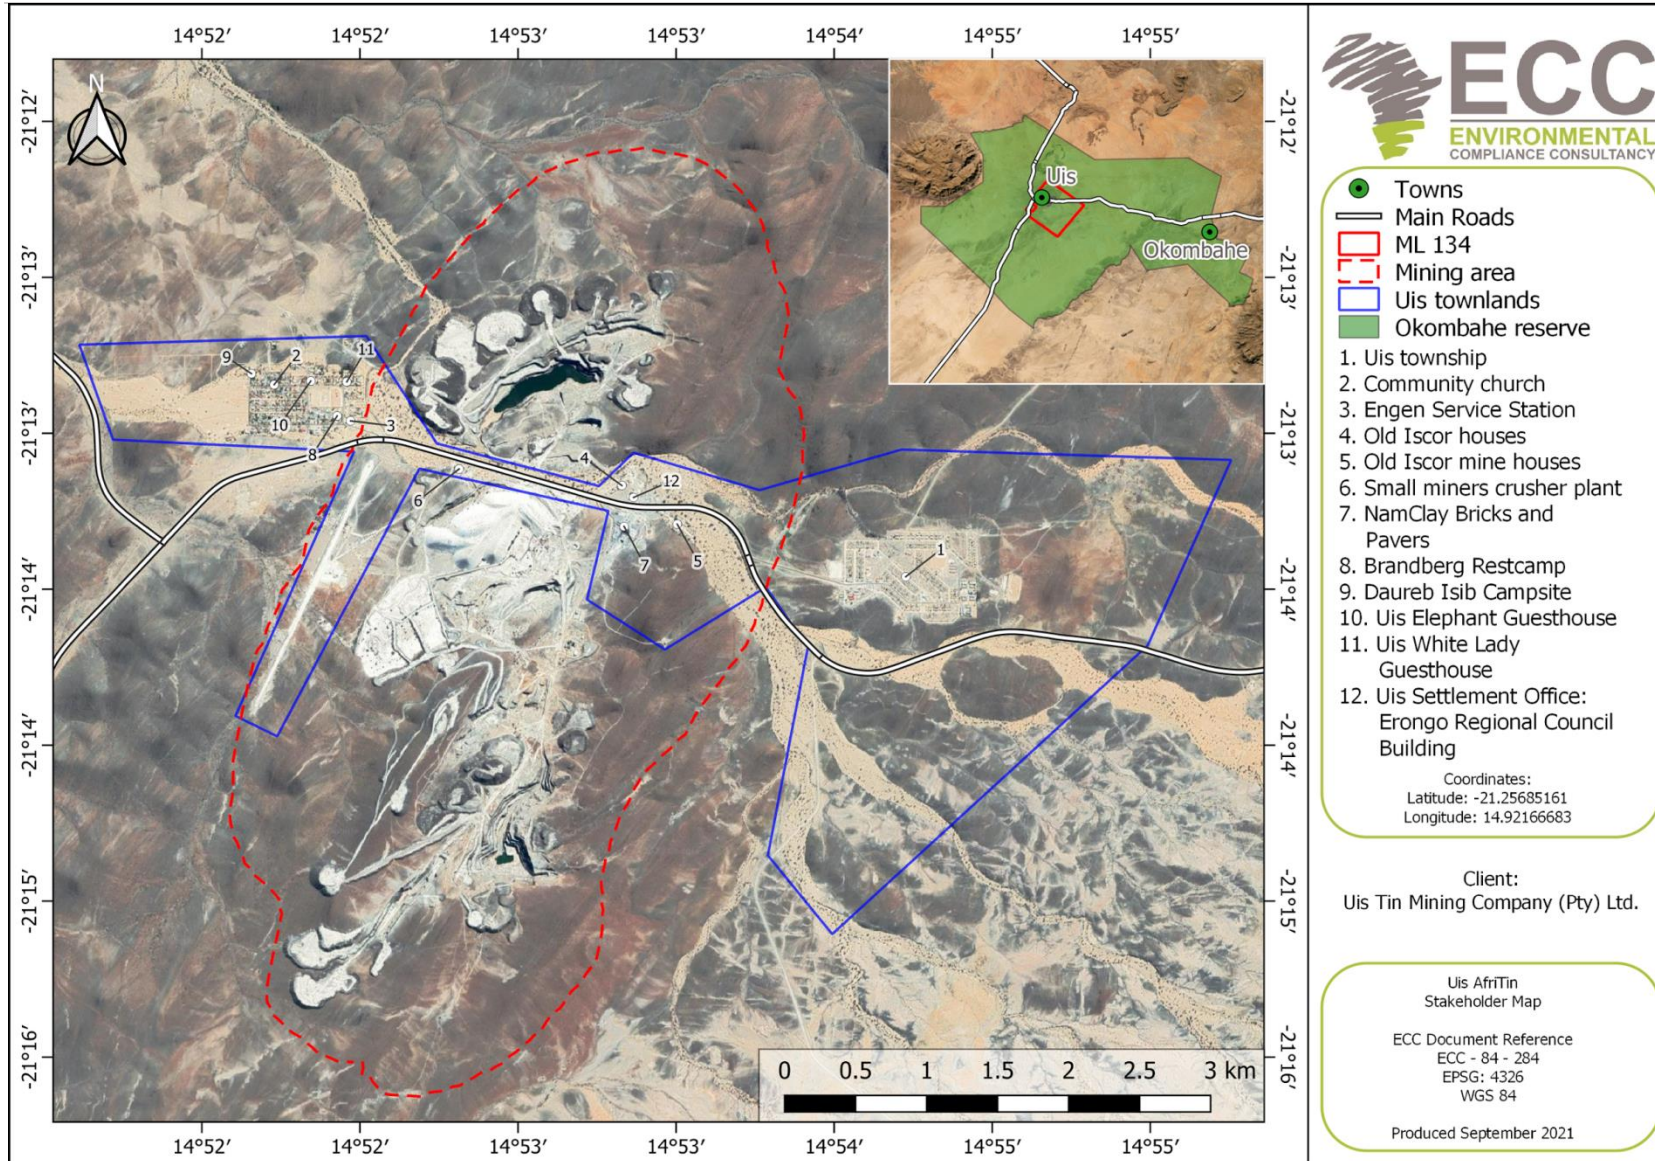 14°52'
14°52'
14°53'
14°53'
14°54'
14°55'
14°55'
-21°12'
-21°13'
-21°13'
-21°14'
-21°14'
-21°15'
-21°16'
N
Uis
Okombahe
9
2
11
10
8
3
4
12
6
7
5
1
0 0.5 1 1.5 2 2.5 3 km
-21°12'
-21°13'
-21°13'
-21°14'
-21°14'
-21°15'
-21°16'
14°52'
14°52'
14°53'
14°53'
14°54'
14°55'
14°55'
ECC
ENVIRONMENTAL
COMPLIANCE CONSULTANCY
Towns
Main Roads
ML 134
Mining area
Uis townlands
Okombahe reserve
1. Uis township
2. Community church
3. Engen Service Station
4. Old Iscor houses
5. Old Iscor mine houses
6. Small miners crusher plant
7. NamClay Bricks and
Pavers
8. Brandberg Restcamp
9. Daureb Isib Campsite
10. Uis Elephant Guesthouse
11. Uis White Lady
Guesthouse
12. Uis Settlement Office:
Erongo Regional Council
Building
Coordinates:
Latitude: -21.25685161
Longitude: 14.92166683
Client:
Uis Tin Mining Company (Pty) Ltd.
Uis AfriTin
Stakeholder Map
ECC Document Reference
ECC - 84 - 284
EPSG: 4326
WGS 84
Produced September 2021